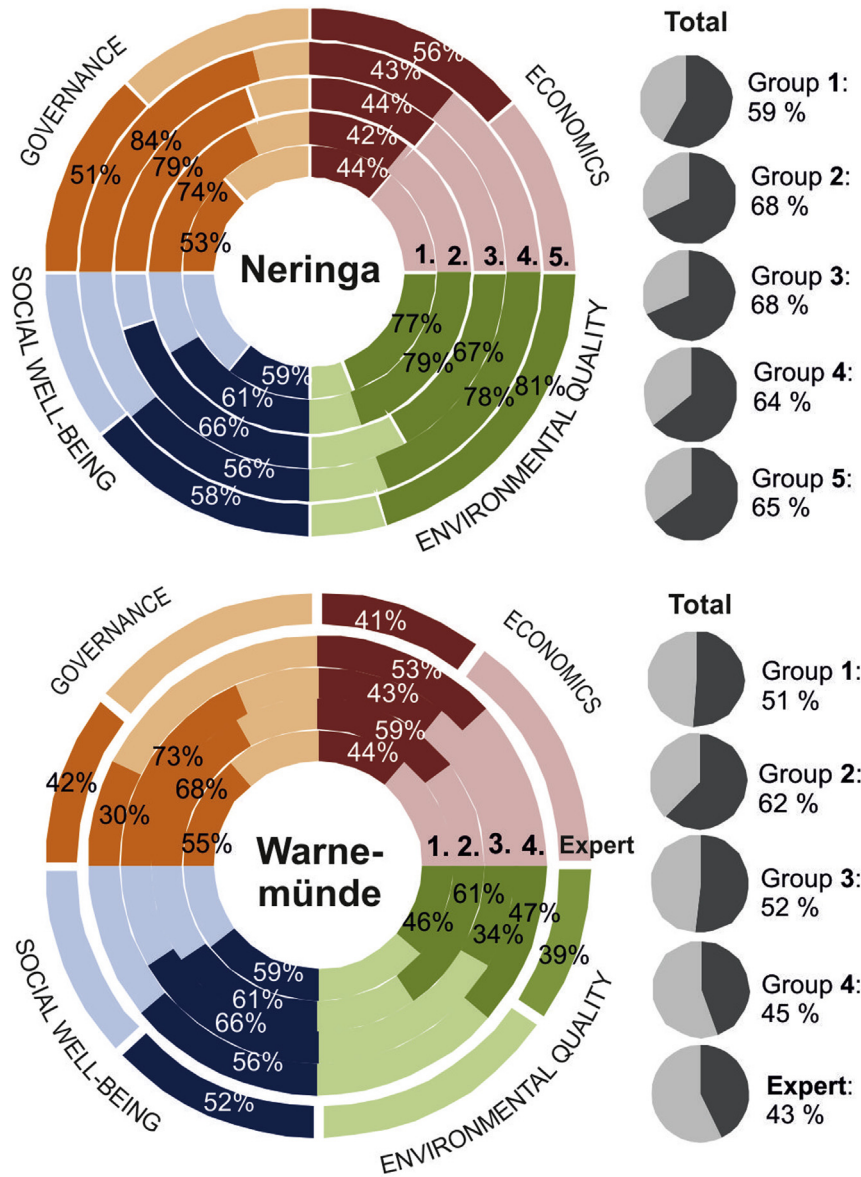 GOVERNANCE
ECONOMICS
SOCIAL WELL-BEING
ENVIRONMENTAL QUALITY
56%
43%
44%
42%
44%
84%
51%
79%
74%
53%
Neringa
1. 2. 3. 4. 5.
77%
79%
67%
78%
81%
59%
61%
66%
56%
58%
Total
Group 1:
59 %
Group 2:
68 %
Group 3:
68 %
Group 4:
64 %
Group 5:
65 %
GOVERNANCE
ECONOMICS
SOCIAL WELL-BEING
ENVIRONMENTAL QUALITY
41%
53%
43%
59%
44%
42%
73%
30%
68%
55%
Warne-
münde
1. 2. 3. 4. Expert
61%
46%
47%
34%
39%
59%
61%
66%
56%
52%
Total
Group 1:
51 %
Group 2:
62 %
Group 3:
52 %
Group 4:
45 %
Expert:
43 %